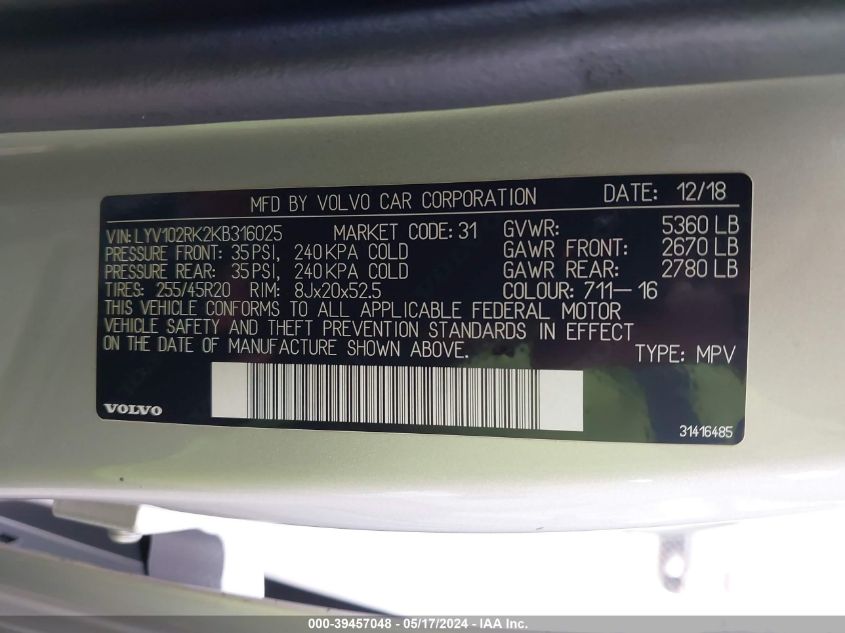 MFD BY VOLVO CAR CORPORATION DATE: 12/18
VIN: LYV102RK2KB316025 MARKET CODE: 31 GVWR: 5360 LB
PRESSURE FRONT: 35 PSI, 240 KPA COLD GAWR FRONT: 2670 LB
PRESSURE REAR: 35 PSI, 240 KPA COLD GAWR REAR: 2780 LB
TIRES: 255/45R20 RIM: 8Jx20x52.5 COLOUR: 711-16
THIS VEHICLE CONFORMS TO ALL APPLICABLE FEDERAL MOTOR
VEHICLE SAFETY AND THEFT PREVENTION STANDARDS IN EFFECT
ON THE DATE OF MANUFACTURE SHOWN ABOVE. TYPE: MPV
VOLVO
31416485
000-39457048 - 05/17/2024 - IAA Inc.